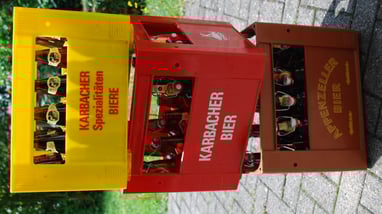 KARBACHER
Spezialitäten
BIERE
KARBACHER
BIER
APPENZELLER
BIER